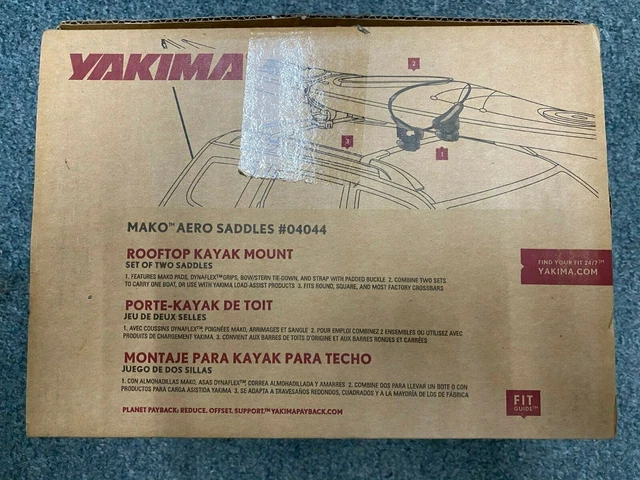 YAKIMA
2
3
1
MAKO™ AERO SADDLES #04044
ROOFTOP KAYAK MOUNT
SET OF TWO SADDLES
1. FEATURES MAKO PADS, DYNAFLEX™ GRIPS, BOW/STERN TIE-DOWN, AND STRAP WITH PADDED BUCKLE 2. COMBINE TWO SETS
TO CARRY ONE BOAT, OR USE WITH YAKIMA LOAD-ASSIST PRODUCTS 3. FITS ROUND, SQUARE, AND MOST FACTORY CROSSBARS
FIND YOUR FIT 24/7™
YAKIMA.COM
PORTE-KAYAK DE TOIT
JEU DE DEUX SELLES
1. AVEC COUSSINS DYNAFLEX™, POIGNÉES MAKO, ARRIMAGES ET SANGLE 2. POUR EMPLOI COMBINEZ 2 ENSEMBLES OU UTILISEZ AVEC
PRODUITS DE CHARGEMENT YAKIMA 3. CONVIENT AUX BARRES DE TOITS D'ORIGINE ET AUX BARRES RONDES ET CARRÉES
MONTAJE PARA KAYAK PARA TECHO
JUEGO DE DOS SILLAS
1. CON ALMOHADILLAS MAKO, ASAS DYNAFLEX™, CORREA ALMOHADILLADA Y AMARRES 2. COMBINE DOS PARA LLEVAR UN BOTE O CON
PRODUCTOS PARA CARGA ASISTIDA YAKIMA 3. SE ADAPTA A TRAVESAÑOS REDONDOS, CUADRADOS Y A LA MAYORÍA DE LOS DE FÁBRICA
PLANET PAYBACK: REDUCE. OFFSET. SUPPORT.™ YAKIMAPAYBACK.COM
FIT
GUIDE™